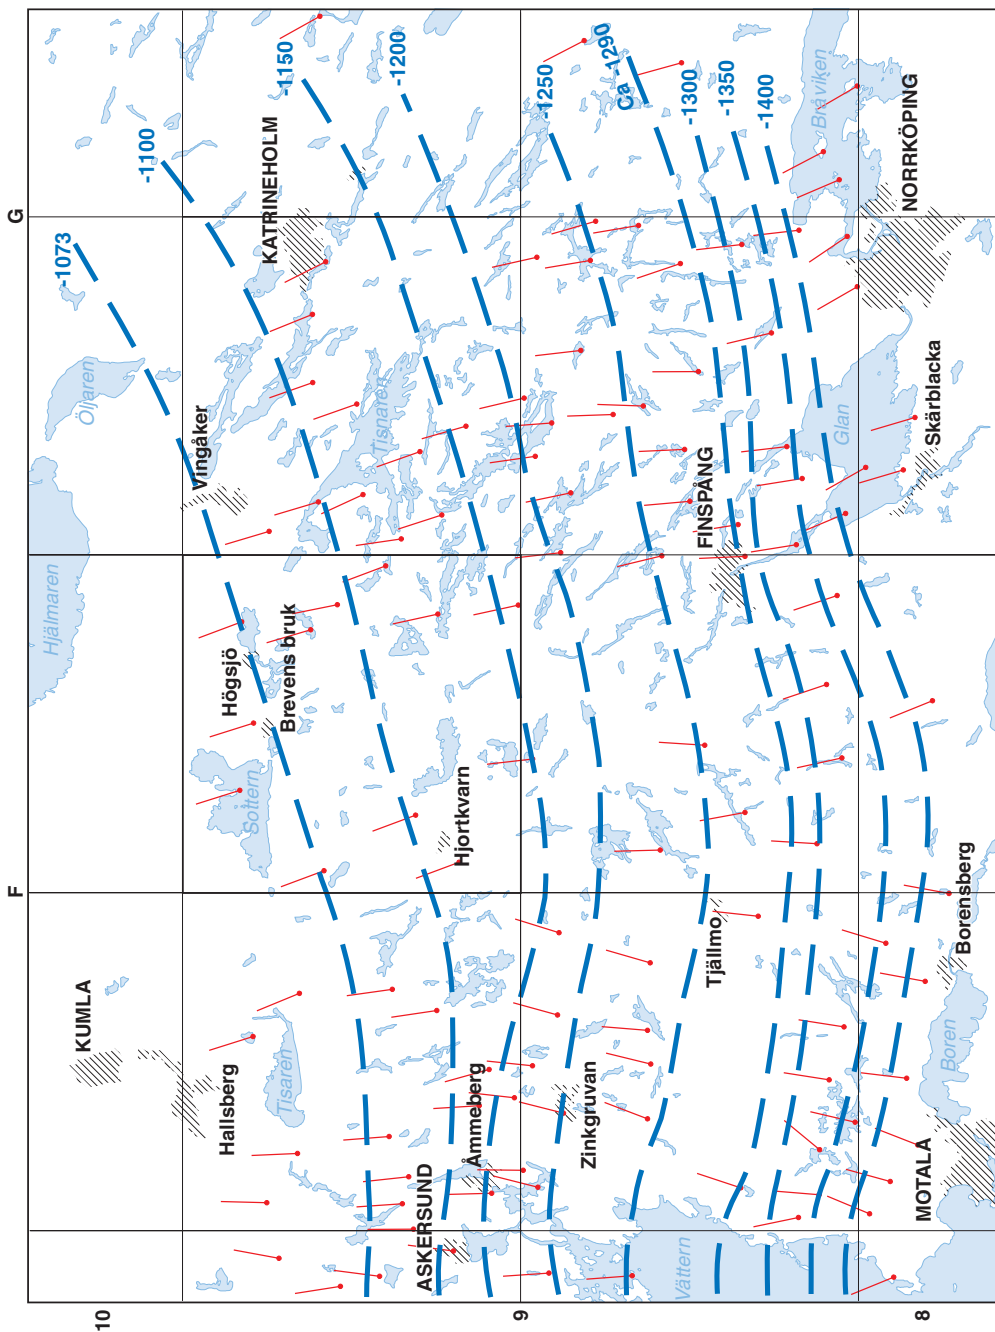 G
F
10
9
8
-1073
-1100
-1150
-1200
-1250
Ca -1290
-1300
-1350
-1400
Hjälmaren
Öljaren
Vingåker
KATRINEHOLM
Tisnaren
Bråviken
NORRKÖPING
Skärblacka
Glan
FINSPÅNG
Högsjö
Brevens bruk
Sottern
Hjortkvarn
KUMLA
Hallsberg
Tisaren
Åmmeberg
ASKERSUND
Zinkgruvan
Tjällmo
Borensberg
Boren
MOTALA
Vättern